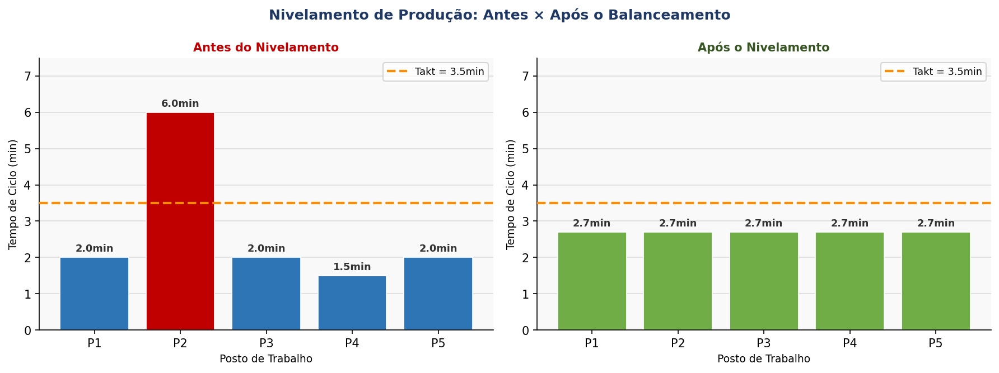 Nivelamento de Produção: Antes × Após o Balanceamento
Antes do Nivelamento
Takt = 3.5min
Tempo de Ciclo (min)
7
6
5
4
3
2
1
0
2.0min
6.0min
2.0min
1.5min
2.0min
P1 P2 P3 P4 P5
Posto de Trabalho
Após o Nivelamento
Takt = 3.5min
Tempo de Ciclo (min)
7
6
5
4
3
2
1
0
2.7min 2.7min 2.7min 2.7min 2.7min
P1 P2 P3 P4 P5
Posto de Trabalho